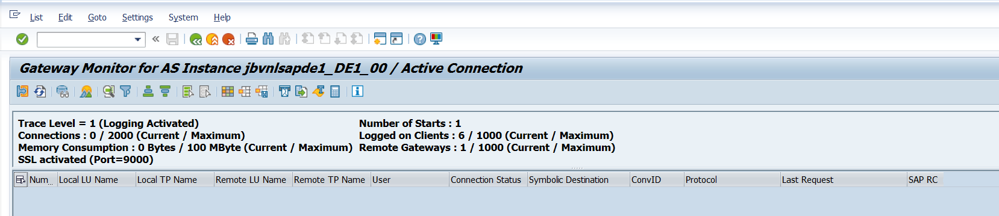 List Edit Goto Settings System Help
Gateway Monitor for AS Instance jbvnlsapde1_DE1_00 / Active Connection
Trace Level = 1 (Logging Activated) Number of Starts : 1
Connections : 0 / 2000 (Current / Maximum) Logged on Clients : 6 / 1000 (Current / Maximum)
Memory Consumption : 0 Bytes / 100 MByte (Current / Maximum) Remote Gateways : 1 / 1000 (Current / Maximum)
SSL activated (Port=9000)
Num... Local LU Name Local TP Name Remote LU Name Remote TP Name User Connection Status Symbolic Destination ConvID Protocol Last Request SAP RC